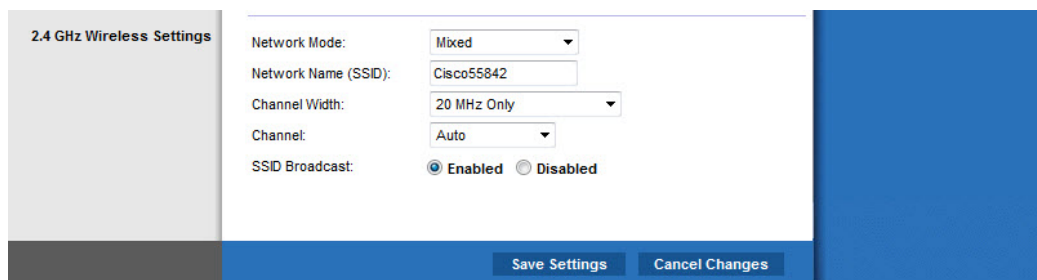 2.4 GHz Wireless Settings
Network Mode: Mixed
Network Name (SSID): Cisco55842
Channel Width: 20 MHz Only
Channel: Auto
SSID Broadcast: Enabled Disabled
Save Settings Cancel Changes